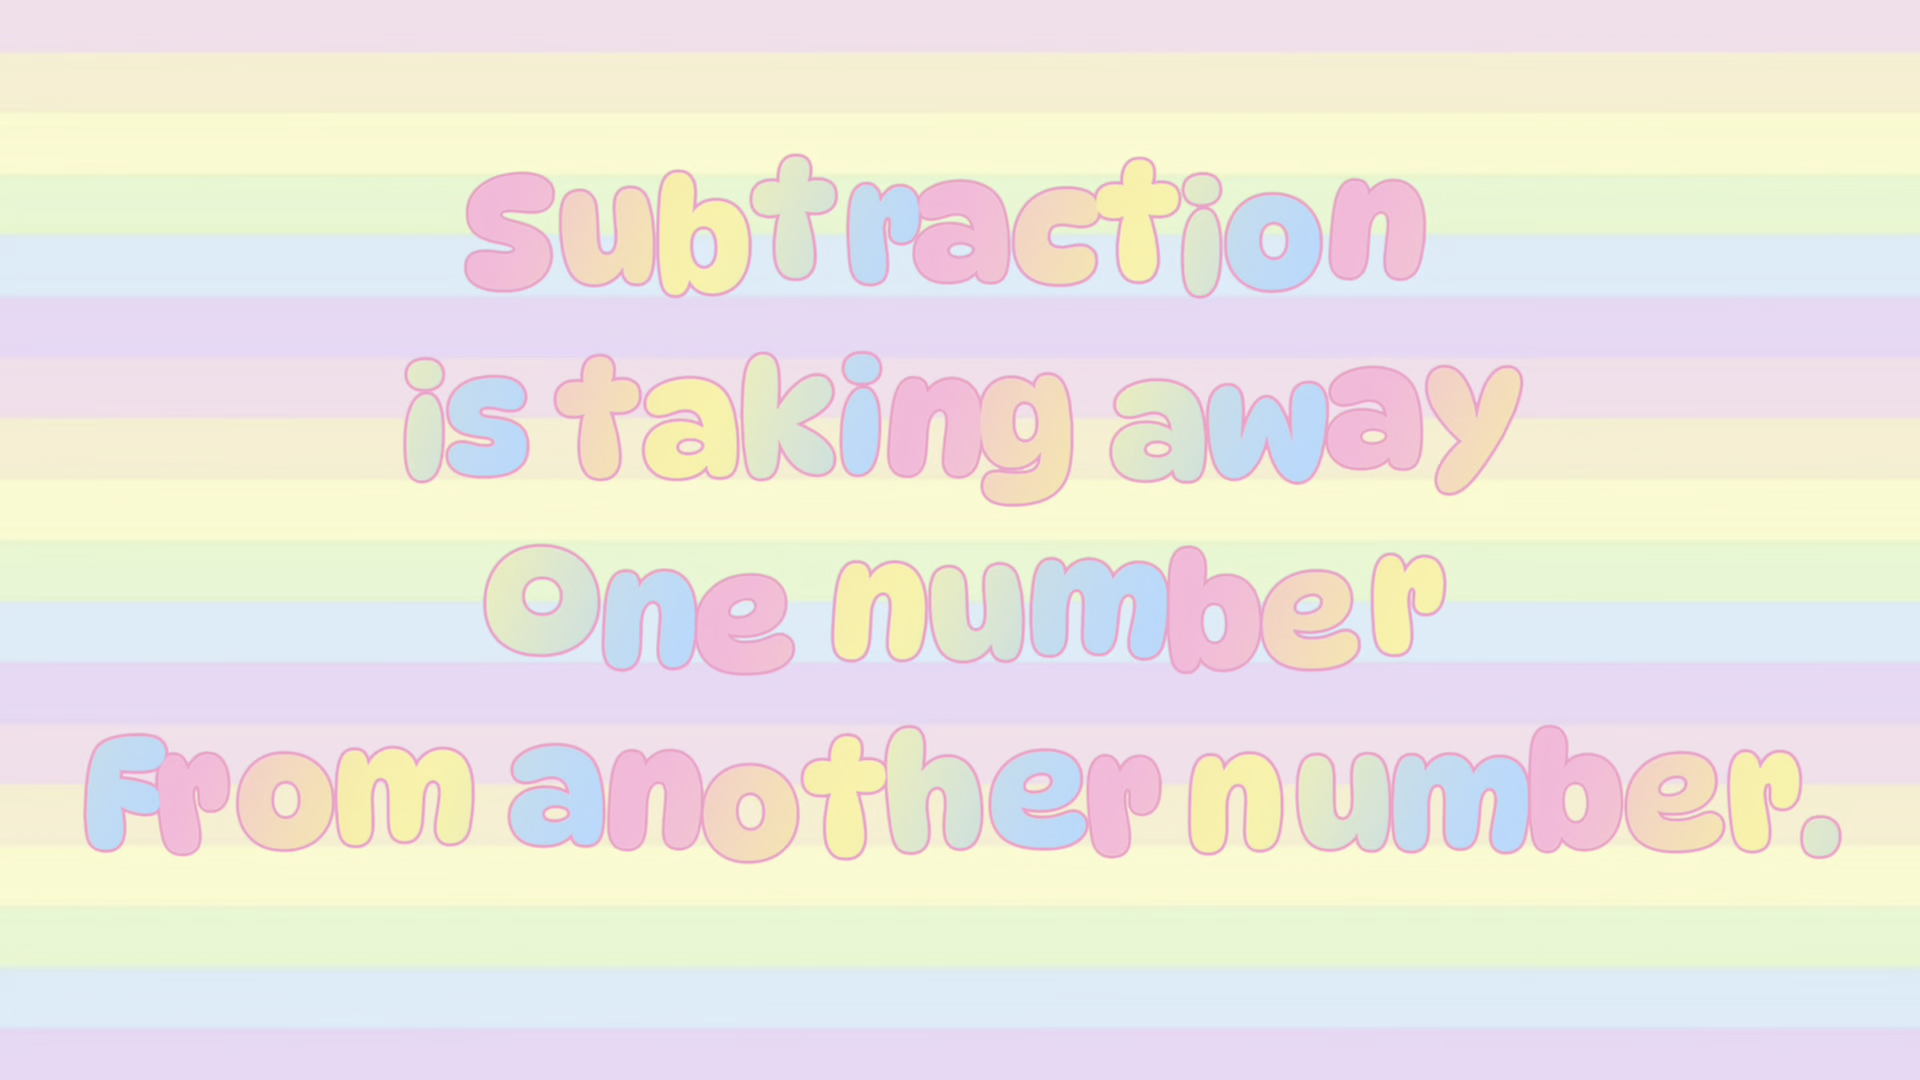 Subtraction
is taking away
One number
From another number.